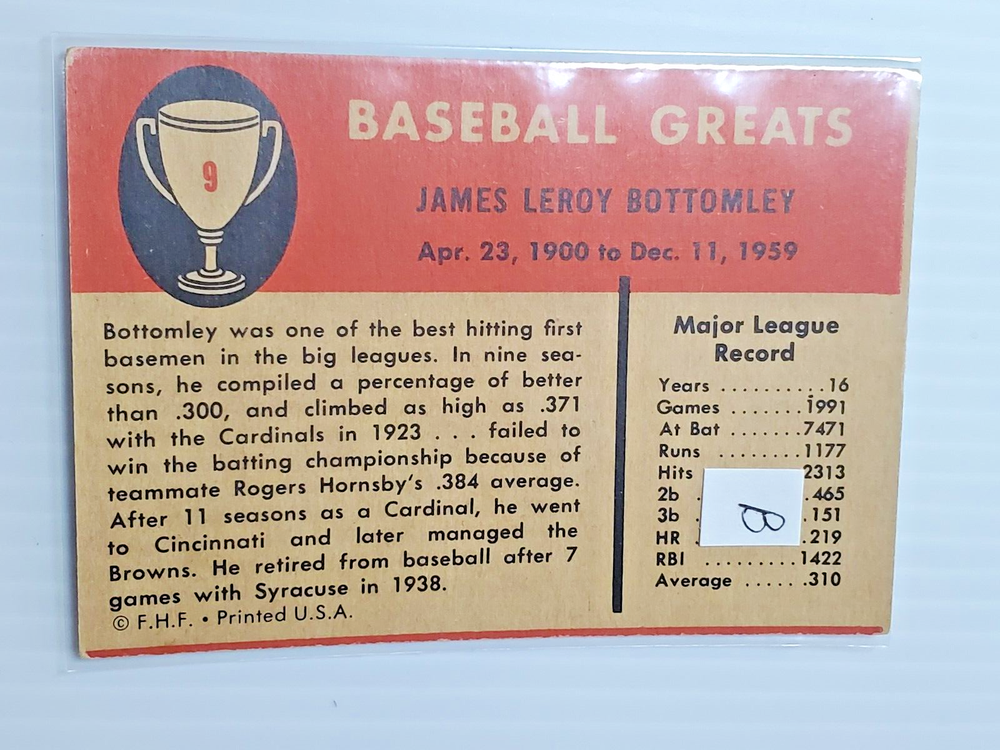 9
BASEBALL GREATS
JAMES LEROY BOTTOMLEY
Apr. 23, 1900 to Dec. 11, 1959
Bottomley was one of the best hitting first
basemen in the big leagues. In nine sea-
sons, he compiled a percentage of better
than .300, and climbed as high as .371
with the Cardinals in 1923 . . . failed to
win the batting championship because of
teammate Rogers Hornsby's .384 average.
After 11 seasons as a Cardinal, he went
to Cincinnati and later managed the
Browns. He retired from baseball after 7
games with Syracuse in 1938.
© F.H.F. • Printed U.S.A.
Major League
Record
Years ..........16
Games .......1991
At Bat .......7471
Runs ........1177
Hits 2313
2b . .465
3b . .151
HR . .219
RBI .........1422
Average ......310
B